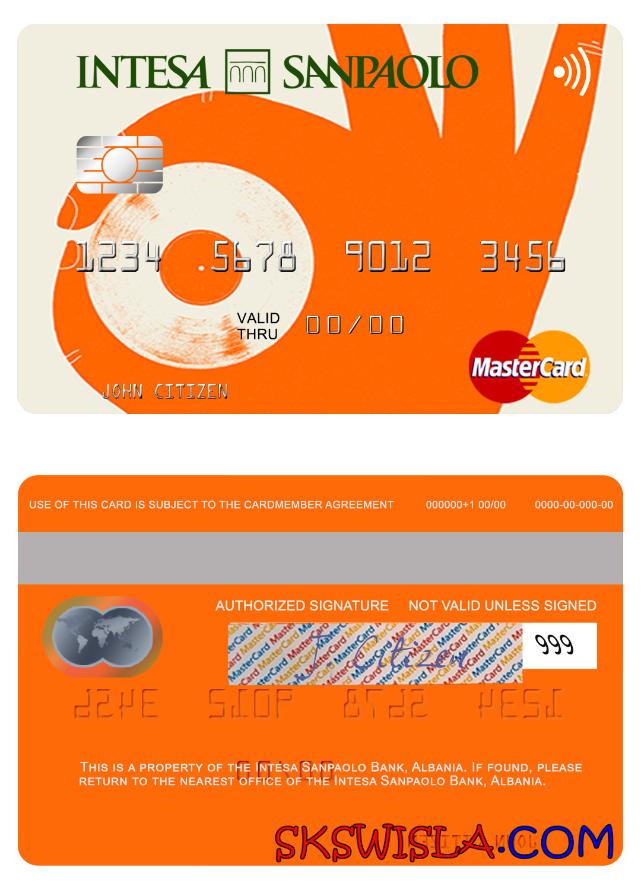 INTESA SANPAOLO
1234 5678 9012 3456
VALID THRU 00/00
MasterCard
JOHN CITIZEN
USE OF THIS CARD IS SUBJECT TO THE CARDMEMBER AGREEMENT 000000+1 00/00 0000-00-000-00
AUTHORIZED SIGNATURE NOT VALID UNLESS SIGNED
J. Citizen 999
THIS IS A PROPERTY OF THE INTESA SANPAOLO BANK, ALBANIA. IF FOUND, PLEASE
RETURN TO THE NEAREST OFFICE OF THE INTESA SANPAOLO BANK, ALBANIA.
SKSWISLA.COM